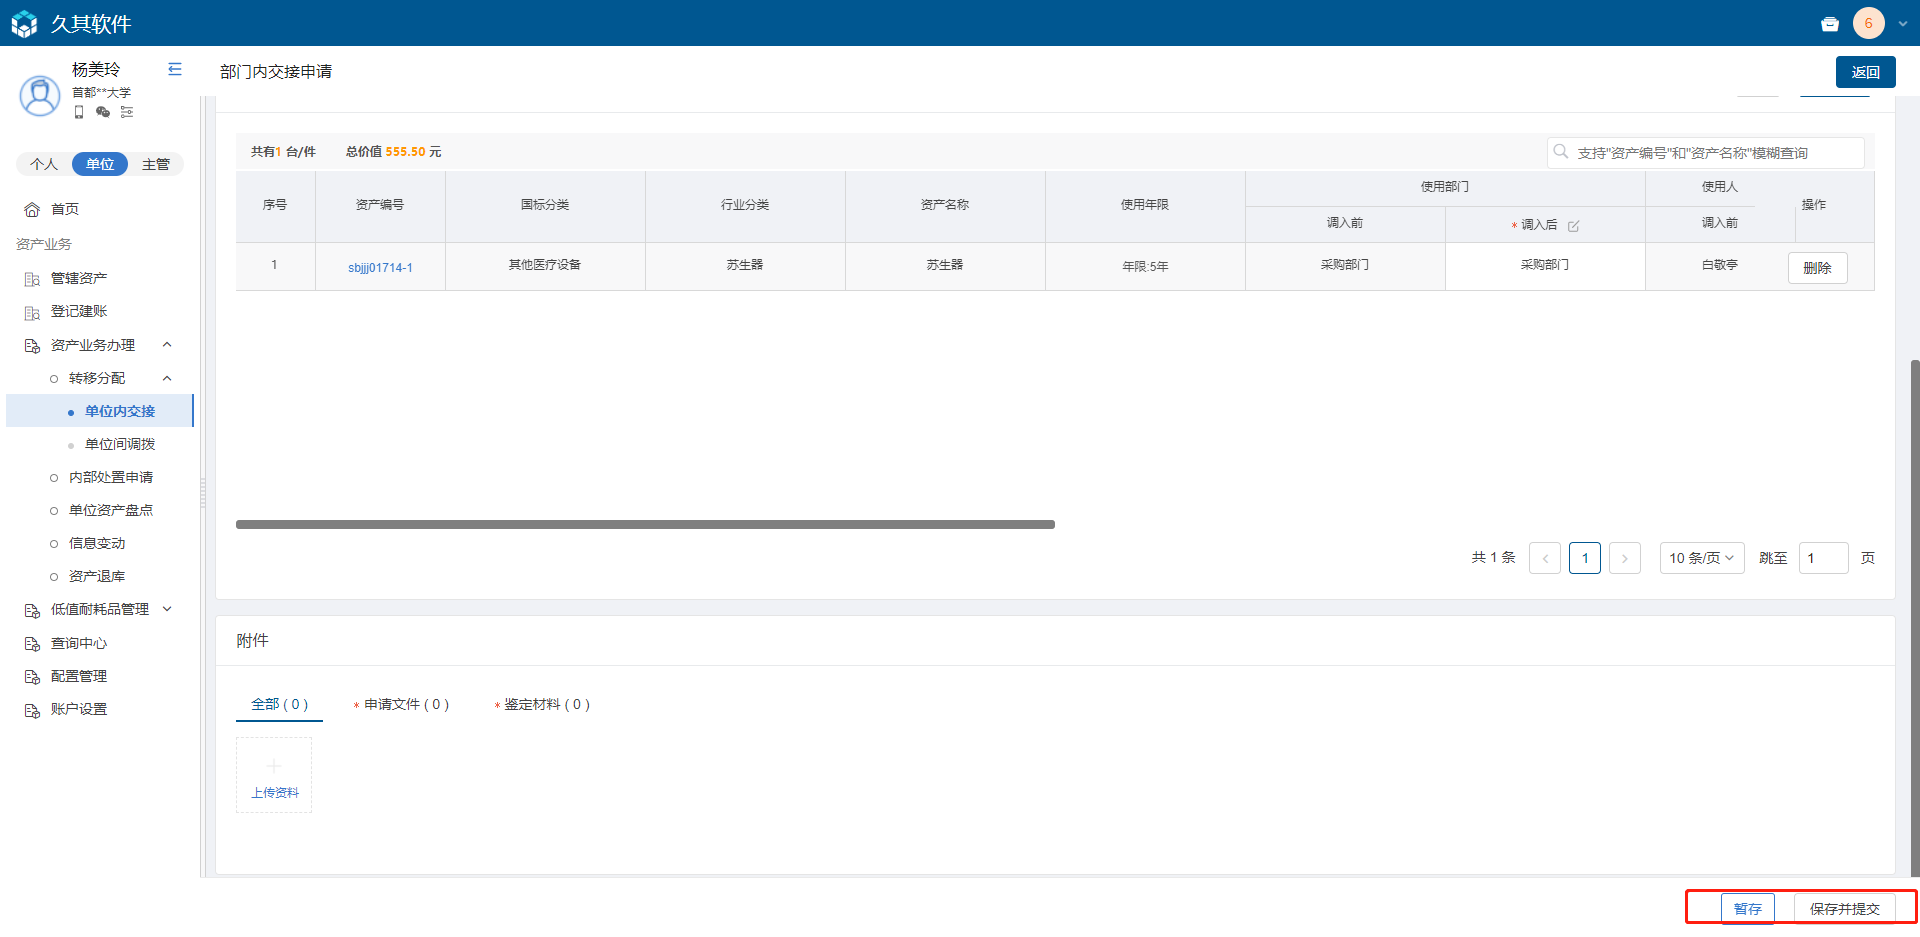 久其软件
6
杨美玲
首都**大学
部门内交接申请
返回
个人 单位 主管
首页
资产业务
管辖资产
登记建账
资产业务办理
转移分配
单位内交接
单位间调拨
内部处置申请
单位资产盘点
信息变动
资产退库
低值耐耗品管理
查询中心
配置管理
账户设置
共有1 台/件 总价值 555.50 元
支持"资产编号"和"资产名称"模糊查询
序号 资产编号 国标分类 行业分类 资产名称 使用年限 使用部门 使用人 操作
调入前 * 调入后 调入前
1 sbjjj01714-1 其他医疗设备 苏生器 苏生器 年限:5年 采购部门 采购部门 白敬亭 删除
共 1 条 < 1 > 10 条/页 跳至 1 页
附件
全部 ( 0 ) * 申请文件 ( 0 ) * 鉴定材料 ( 0 )
+
上传资料
暂存 保存并提交